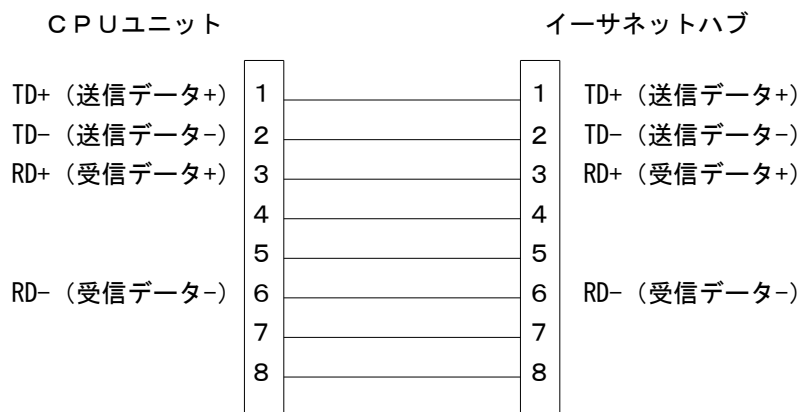 ＣＰＵユニット イーサネットハブ
TD+（送信データ+） 1 1 TD+（送信データ+）
TD-（送信データ-） 2 2 TD-（送信データ-）
RD+（受信データ+） 3 3 RD+（受信データ+）
4 4
5 5
RD-（受信データ-） 6 6 RD-（受信データ-）
7 7
8 8